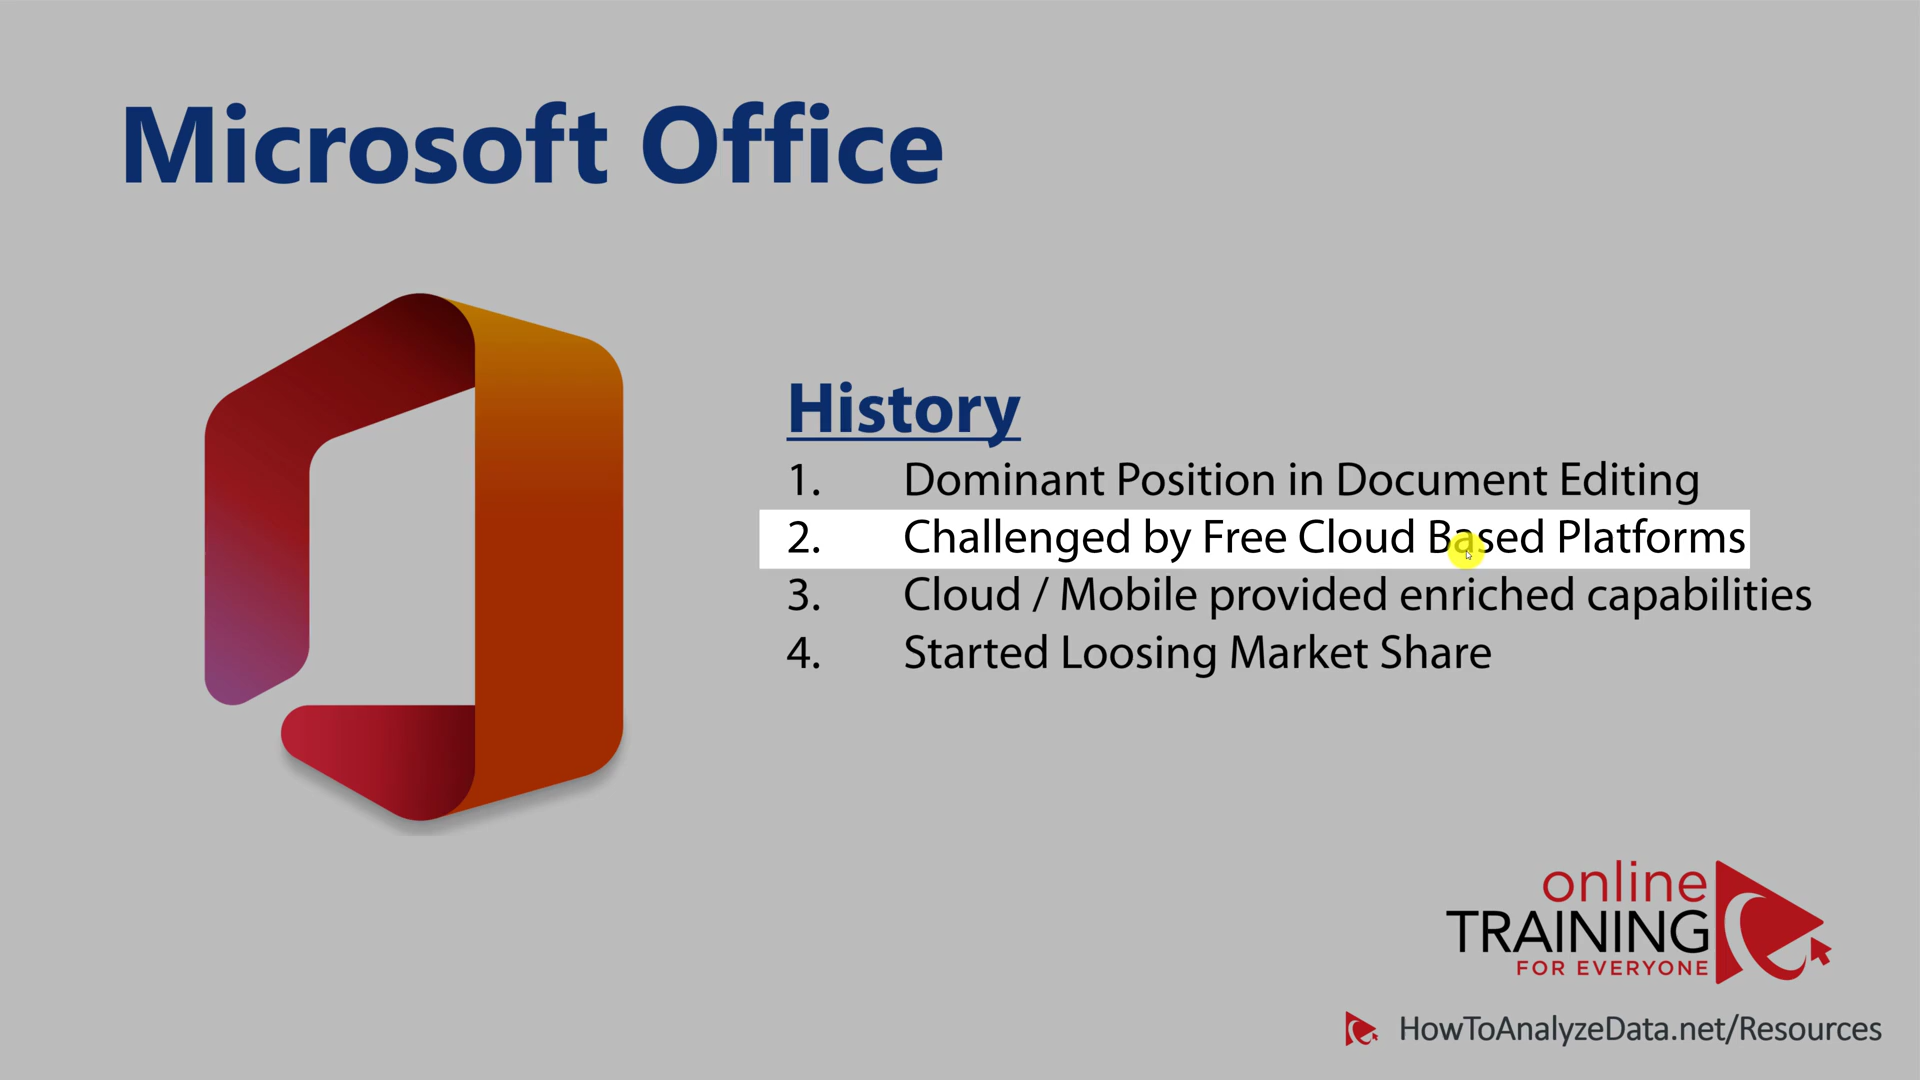 Microsoft Office
History
1. Dominant Position in Document Editing
2. Challenged by Free Cloud Based Platforms
3. Cloud / Mobile provided enriched capabilities
4. Started Loosing Market Share
online
TRAINING
FOR EVERYONE
HowToAnalyzeData.net/Resources